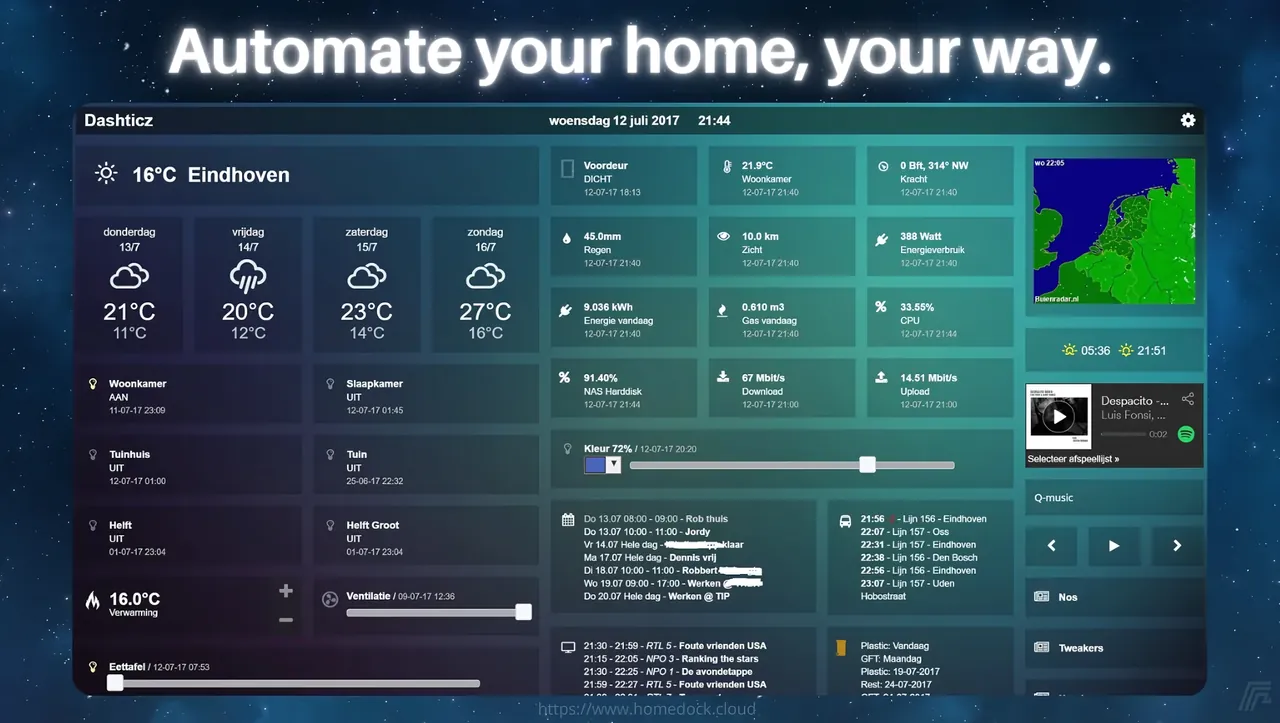 Automate your home, your way.
Dashticz
woensdag 12 juli 2017 21:44
16°C Eindhoven
donderdag
13/7
21°C
11°C
vrijdag
14/7
20°C
12°C
zaterdag
15/7
23°C
14°C
zondag
16/7
27°C
16°C
Woonkamer
AAN
11-07-17 23:09
Slaapkamer
UIT
12-07-17 01:45
Tuinhuis
UIT
12-07-17 01:00
Tuin
UIT
25-06-17 22:32
Helft
UIT
01-07-17 23:04
Helft Groot
UIT
01-07-17 23:04
16.0°C
Verwarming
Ventilatie / 09-07-17 12:36
Eettafel / 12-07-17 07:53
Voordeur
DICHT
12-07-17 18:13
21.9°C
Woonkamer
12-07-17 21:40
0 Bft, 314° NW
Kracht
12-07-17 21:40
45.0mm
Regen
12-07-17 21:40
10.0 km
Zicht
12-07-17 21:40
388 Watt
Energieverbruik
12-07-17 21:40
9.036 kWh
Energie vandaag
12-07-17 21:40
0.610 m3
Gas vandaag
12-07-17 21:40
33.55%
CPU
12-07-17 21:44
91.40%
NAS Harddisk
12-07-17 21:44
67 Mbit/s
Download
12-07-17 21:00
14.51 Mbit/s
Upload
12-07-17 21:00
Kleur 72% / 12-07-17 20:20
Do 13.07 08:00 - 09:00 - Rob thuis
Do 13.07 10:00 - 11:00 - Jordy
Vr 14.07 Hele dag - klaar
Ma 17.07 Hele dag - Dennis vrij
Di 18.07 10:00 - 11:00 - Robbert
Wo 19.07 09:00 - 17:00 - Werken @
Do 20.07 Hele dag - Werken @ TIP
21:56 - Lijn 156 - Eindhoven
22:07 - Lijn 157 - Oss
22:31 - Lijn 157 - Eindhoven
22:38 - Lijn 156 - Den Bosch
22:56 - Lijn 156 - Eindhoven
23:07 - Lijn 157 - Uden
Hobostraat
21:30 - 21:59 - RTL 5 - Foute vrienden USA
21:15 - 22:05 - NPO 3 - Ranking the stars
21:30 - 22:25 - NPO 1 - De avondetappe
21:59 - 22:27 - RTL 5 - Foute vrienden USA
Plastic: Vandaag
GFT: Maandag
Plastic: 19-07-2017
Rest: 24-07-2017
wo 22:05
Buienradar.nl
05:36 21:51
Despacito -...
Luis Fonsi, ...
0:02
Selecteer afspeellijst »
Q-music
Nos
Tweakers
https://www.homedock.cloud